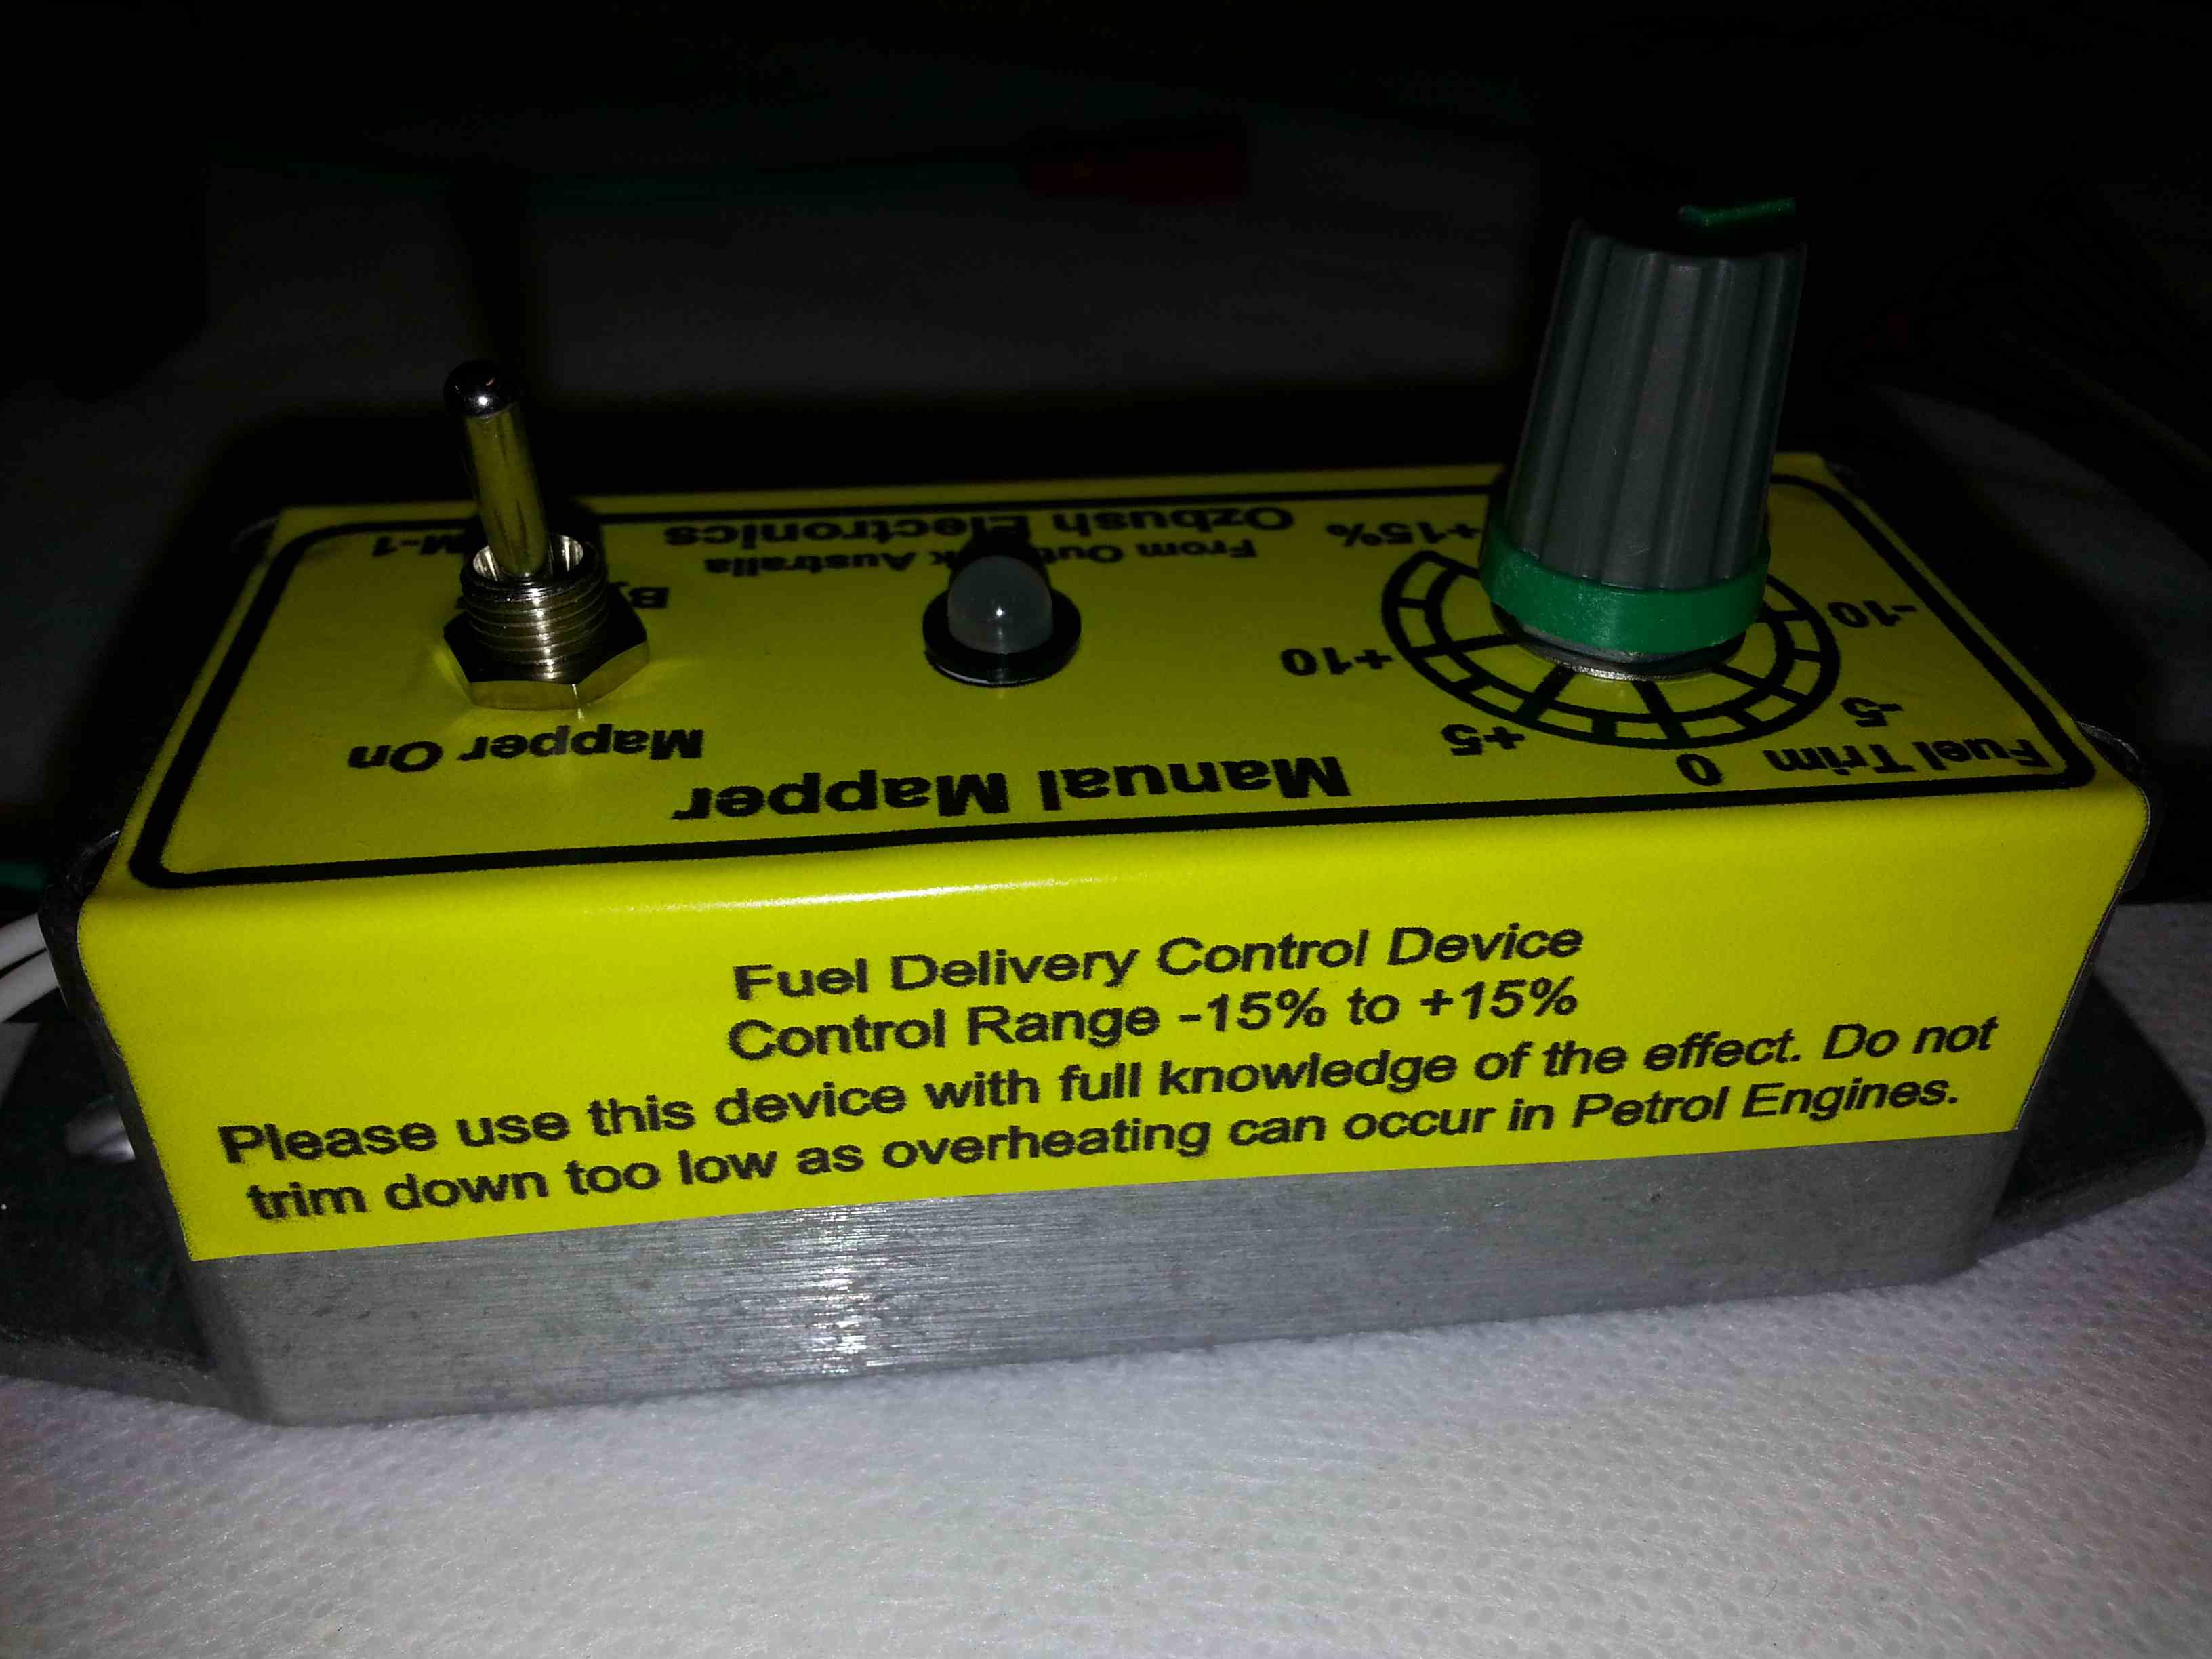 Fuel Delivery Control Device
Control Range -15% to +15%
Please use this device with full knowledge of the effect. Do not
trim down too low as overheating can occur in Petrol Engines.
Fuel Trim
0
-5
+5
-10
+10
+15%
Manual Mapper
Mapper On
Australia
From
Ozbush Electronics